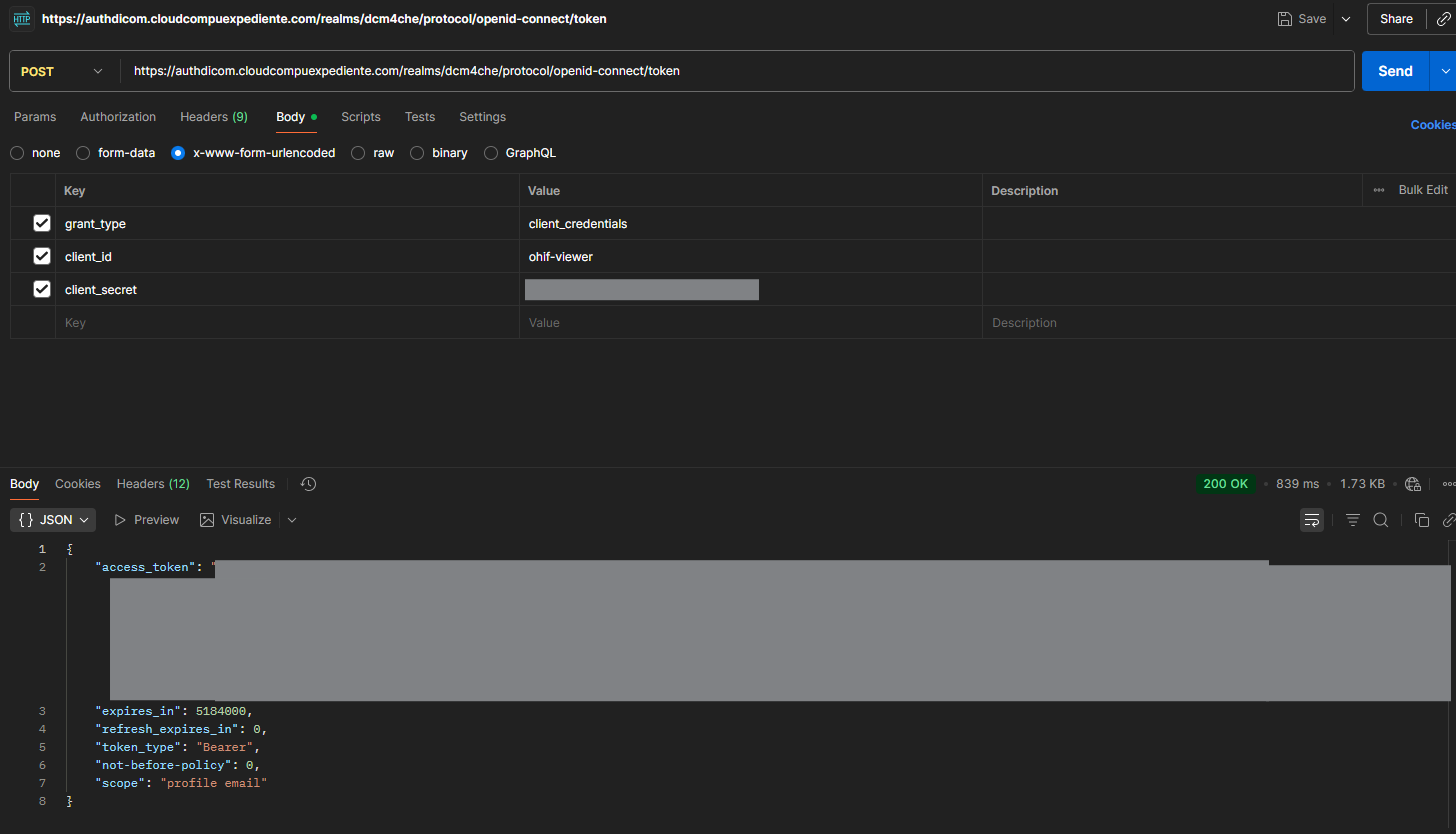 HTTP https://authdicom.cloudcompuexpediente.com/realms/dcm4che/protocol/openid-connect/token Save Share
POST https://authdicom.cloudcompuexpediente.com/realms/dcm4che/protocol/openid-connect/token Send
Params Authorization Headers (9) Body Scripts Tests Settings Cookies
none form-data x-www-form-urlencoded raw binary GraphQL
Key Value Description Bulk Edit
grant_type client_credentials
client_id ohif-viewer
client_secret
Key Value Description
Body Cookies Headers (12) Test Results 200 OK 839 ms 1.73 KB
{} JSON Preview Visualize
1 {
2 "access_token": "
3 "expires_in": 5184000,
4 "refresh_expires_in": 0,
5 "token_type": "Bearer",
6 "not-before-policy": 0,
7 "scope": "profile email"
8 }